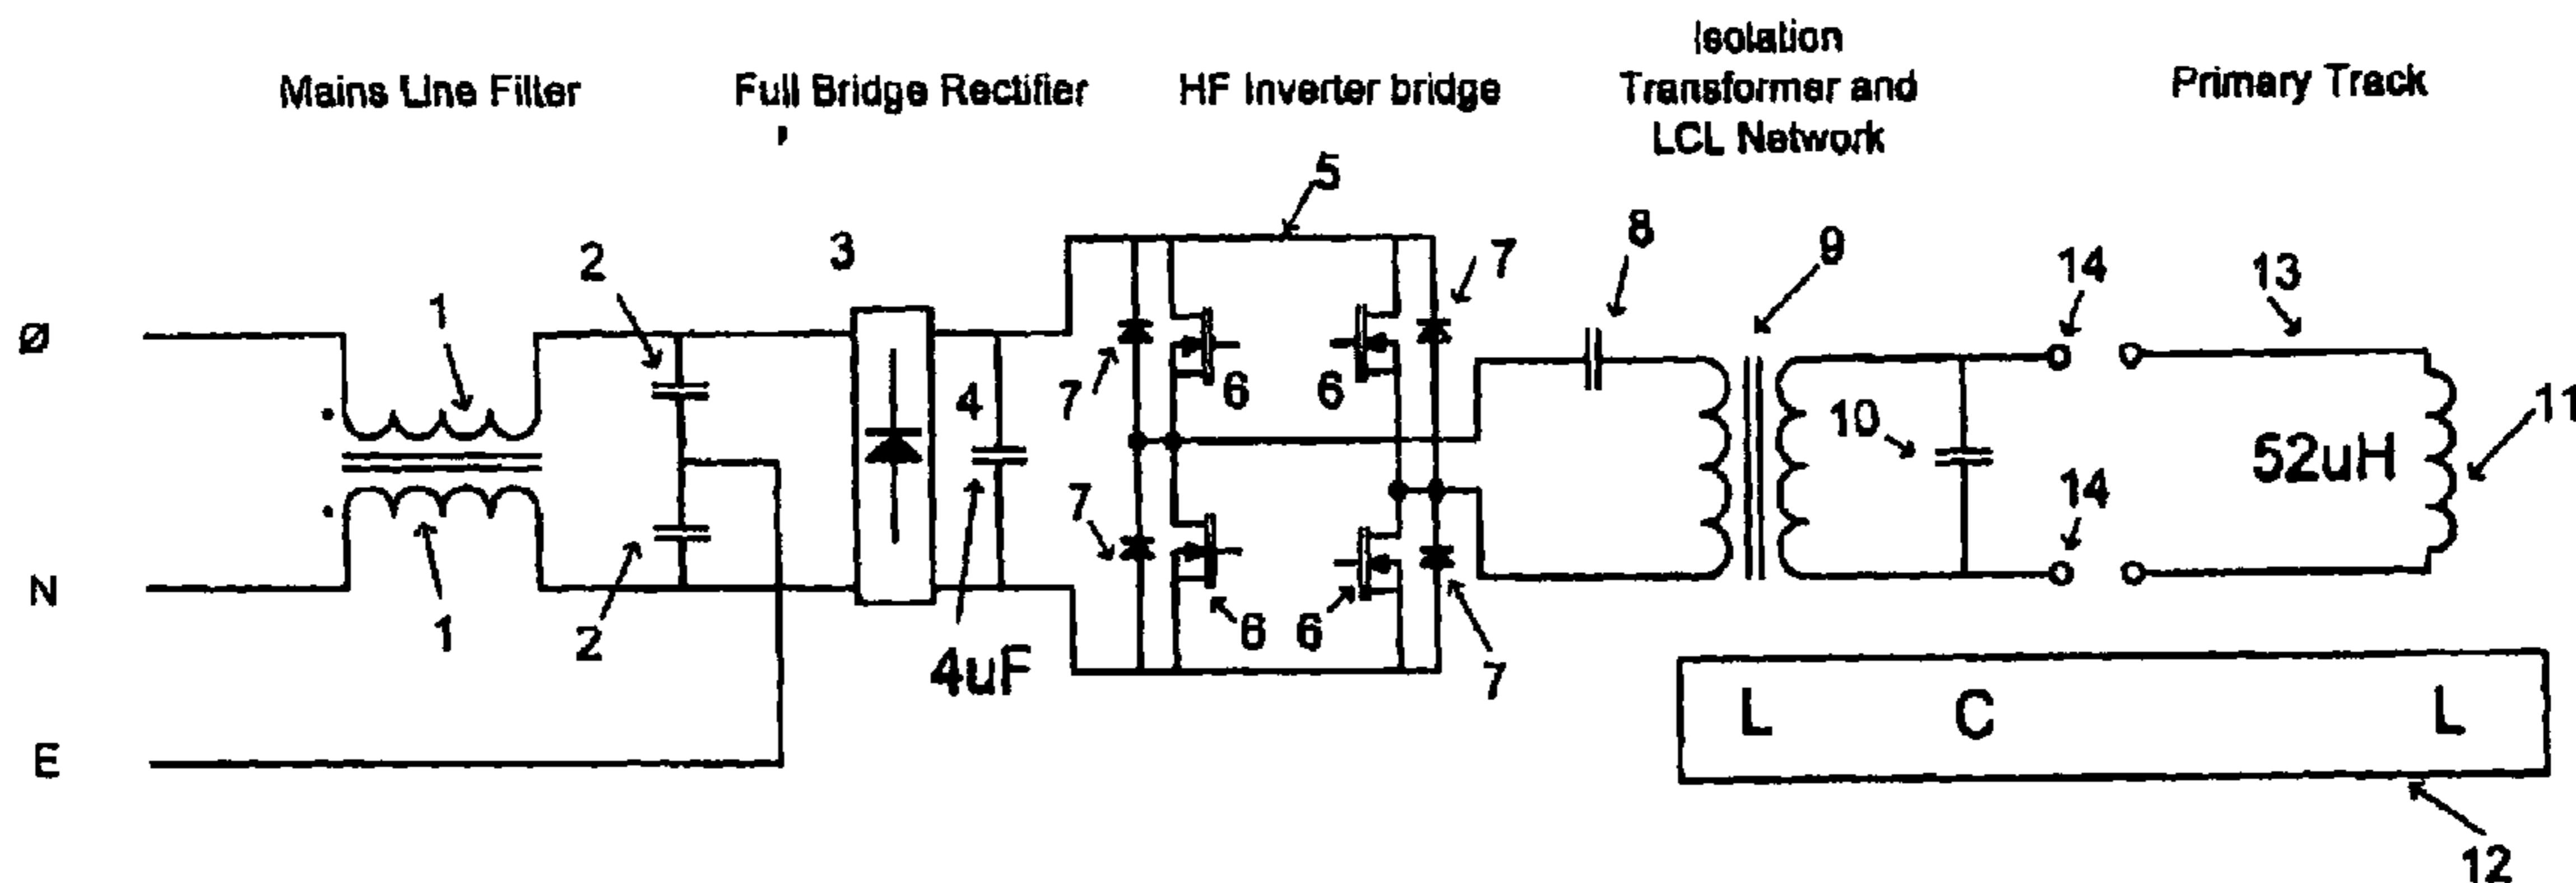 Mains Line Filter
Full Bridge Rectifier
HF Inverter bridge
Isolation
Transformer and
LCL Network
Primary Track
5
8
9
7
14
13
3
2
1
Ø
7
6
6
4
10
52uH
11
7
14
N
1
2
4uF
6
6
7
E
L C L
12